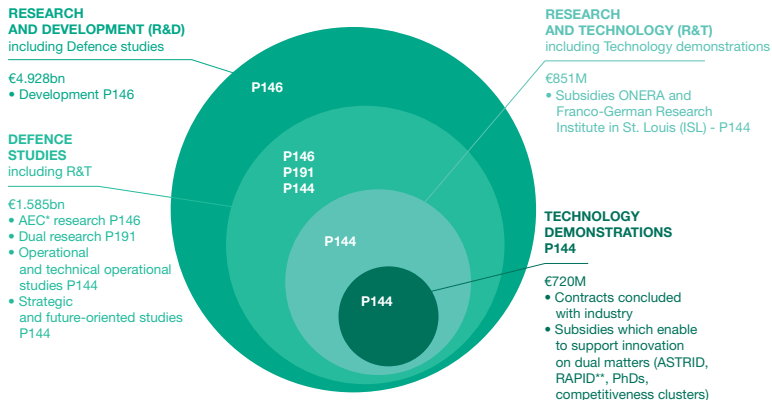 RESEARCH
AND DEVELOPMENT (R&D)
including Defence studies
€4.928bn
• Development P146
DEFENCE
STUDIES
including R&T
€1.585bn
• AEC* research P146
• Dual research P191
• Operational
and technical operational
studies P144
• Strategic
and future-oriented studies
P144
P146
P146
P191
P144
P144
P144
RESEARCH
AND TECHNOLOGY (R&T)
including Technology demonstrations
€851M
• Subsidies ONERA and
Franco-German Research
Institute in St. Louis (ISL) - P144
TECHNOLOGY
DEMONSTRATIONS
P144
€720M
• Contracts concluded
with industry
• Subsidies which enable
to support innovation
on dual matters (ASTRID,
RAPID**, PhDs,
competitiveness clusters)